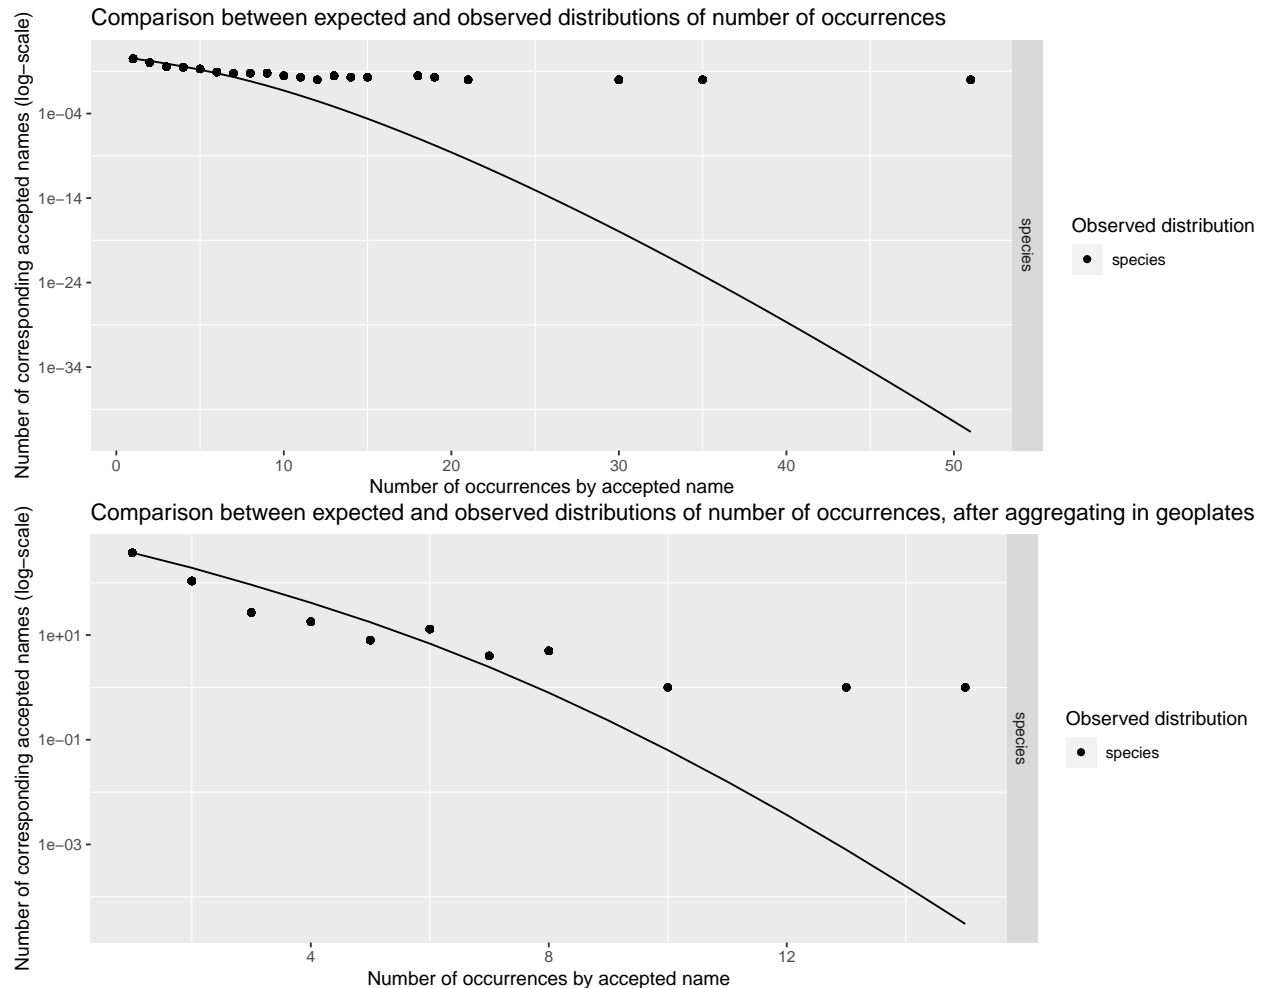 Comparison between expected and observed distributions of number of occurrences
Number of corresponding accepted names (log−scale)
1e−04
1e−14
1e−24
1e−34
0 10 20 30 40 50
Number of occurrences by accepted name
species
Observed distribution
species
Comparison between expected and observed distributions of number of occurrences, after aggregating in geoplates
Number of corresponding accepted names (log−scale)
1e+01
1e−01
1e−03
4 8 12
Number of occurrences by accepted name
species
Observed distribution
species